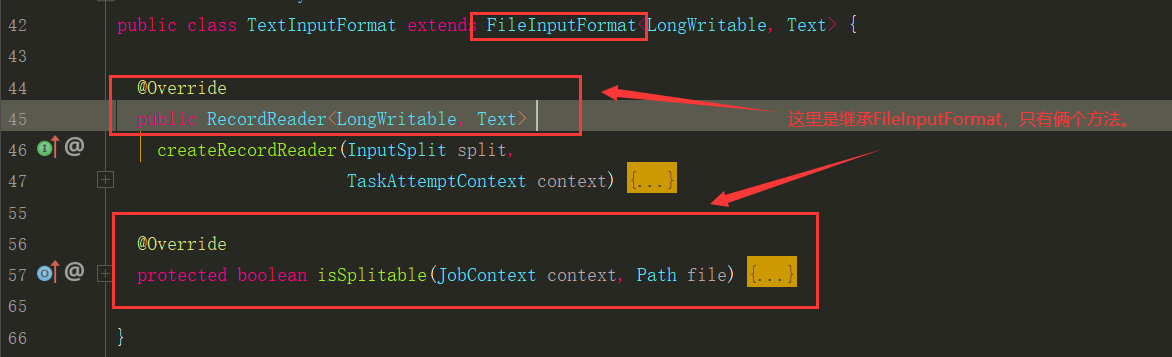 42 public class TextInputFormat extends FileInputFormat<LongWritable, Text> {
43
44 @Override
45 public RecordReader<LongWritable, Text>
这里是继承FileInputFormat，只有俩个方法。
46 createRecordReader(InputSplit split,
47 TaskAttemptContext context) {...}
55
56 @Override
57 protected boolean isSplitable(JobContext context, Path file) {...}
65
66 }